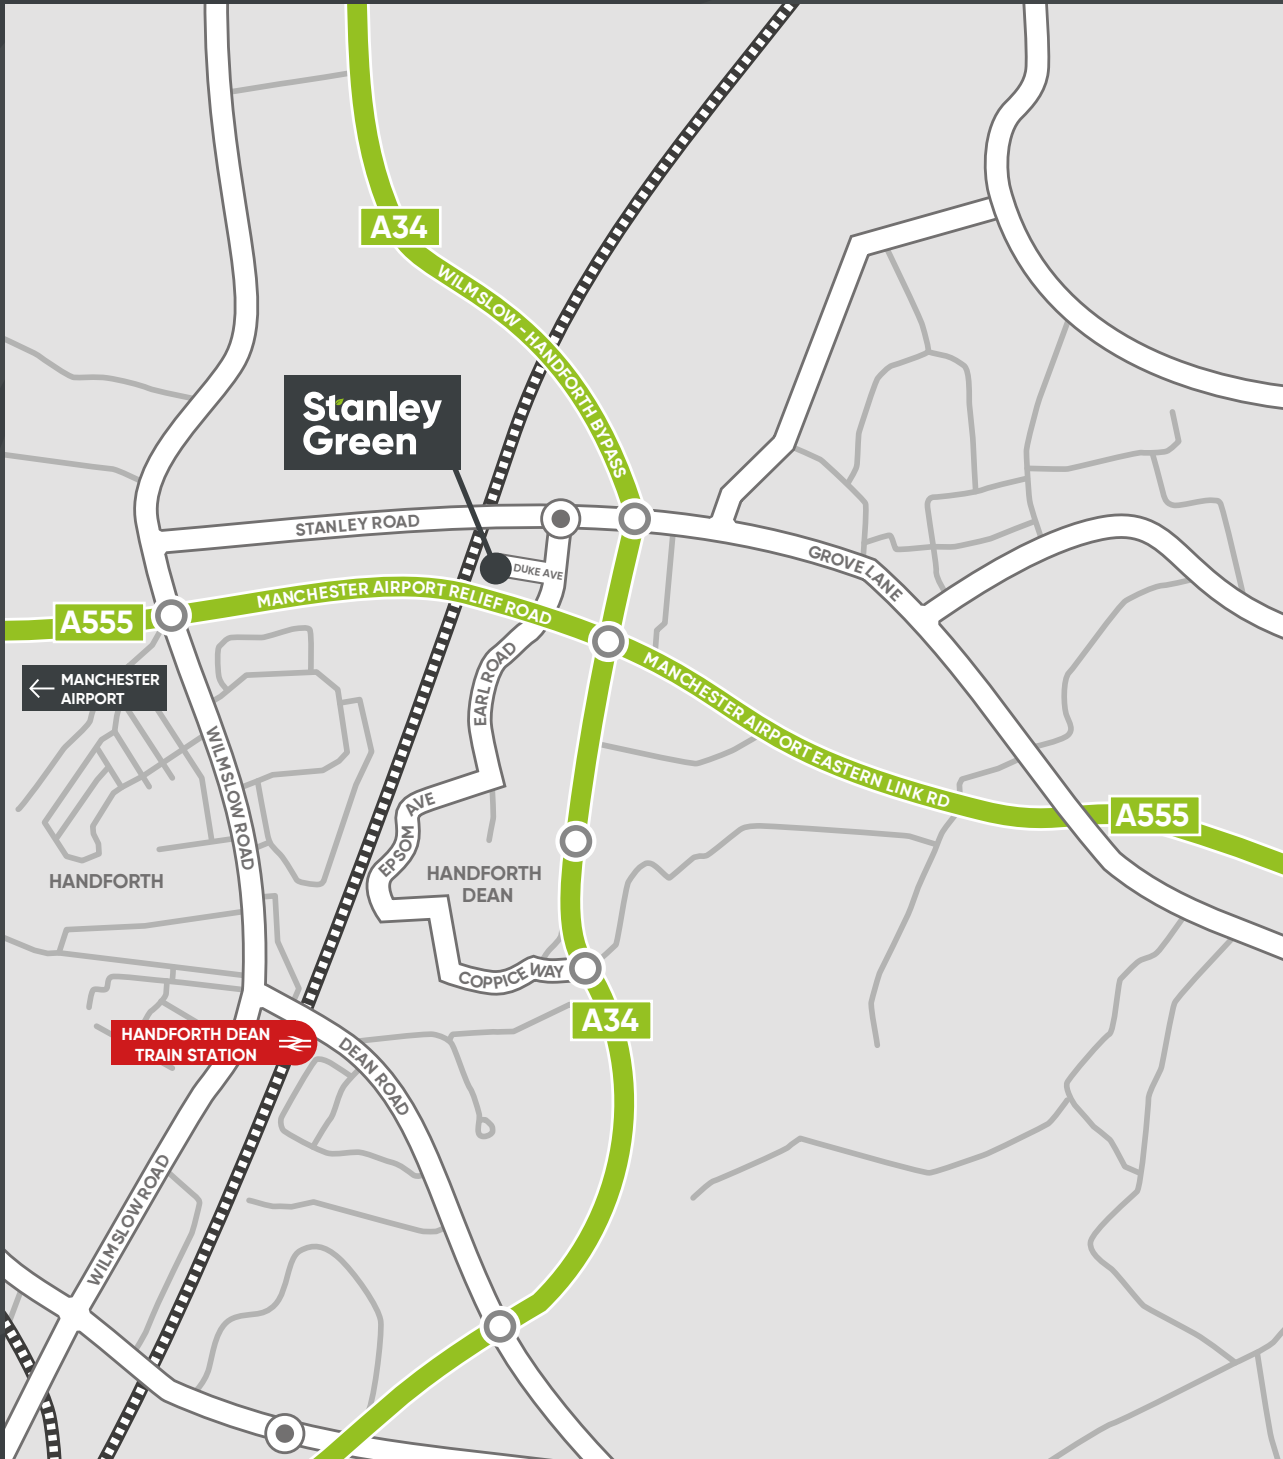 A34
WILMSLOW - HANDFORTH BYPASS
Stanley
Green
STANLEY ROAD
DUKE AVE
GROVE LANE
MANCHESTER AIRPORT RELIEF ROAD
A555
MANCHESTER
AIRPORT
EARL ROAD
MANCHESTER AIRPORT EASTERN LINK RD
A555
WILMSLOW ROAD
EPSOM AVE
HANDFORTH
HANDFORTH
DEAN
COPPICE WAY
A34
HANDFORTH DEAN
TRAIN STATION
DEAN ROAD
WILMSLOW ROAD